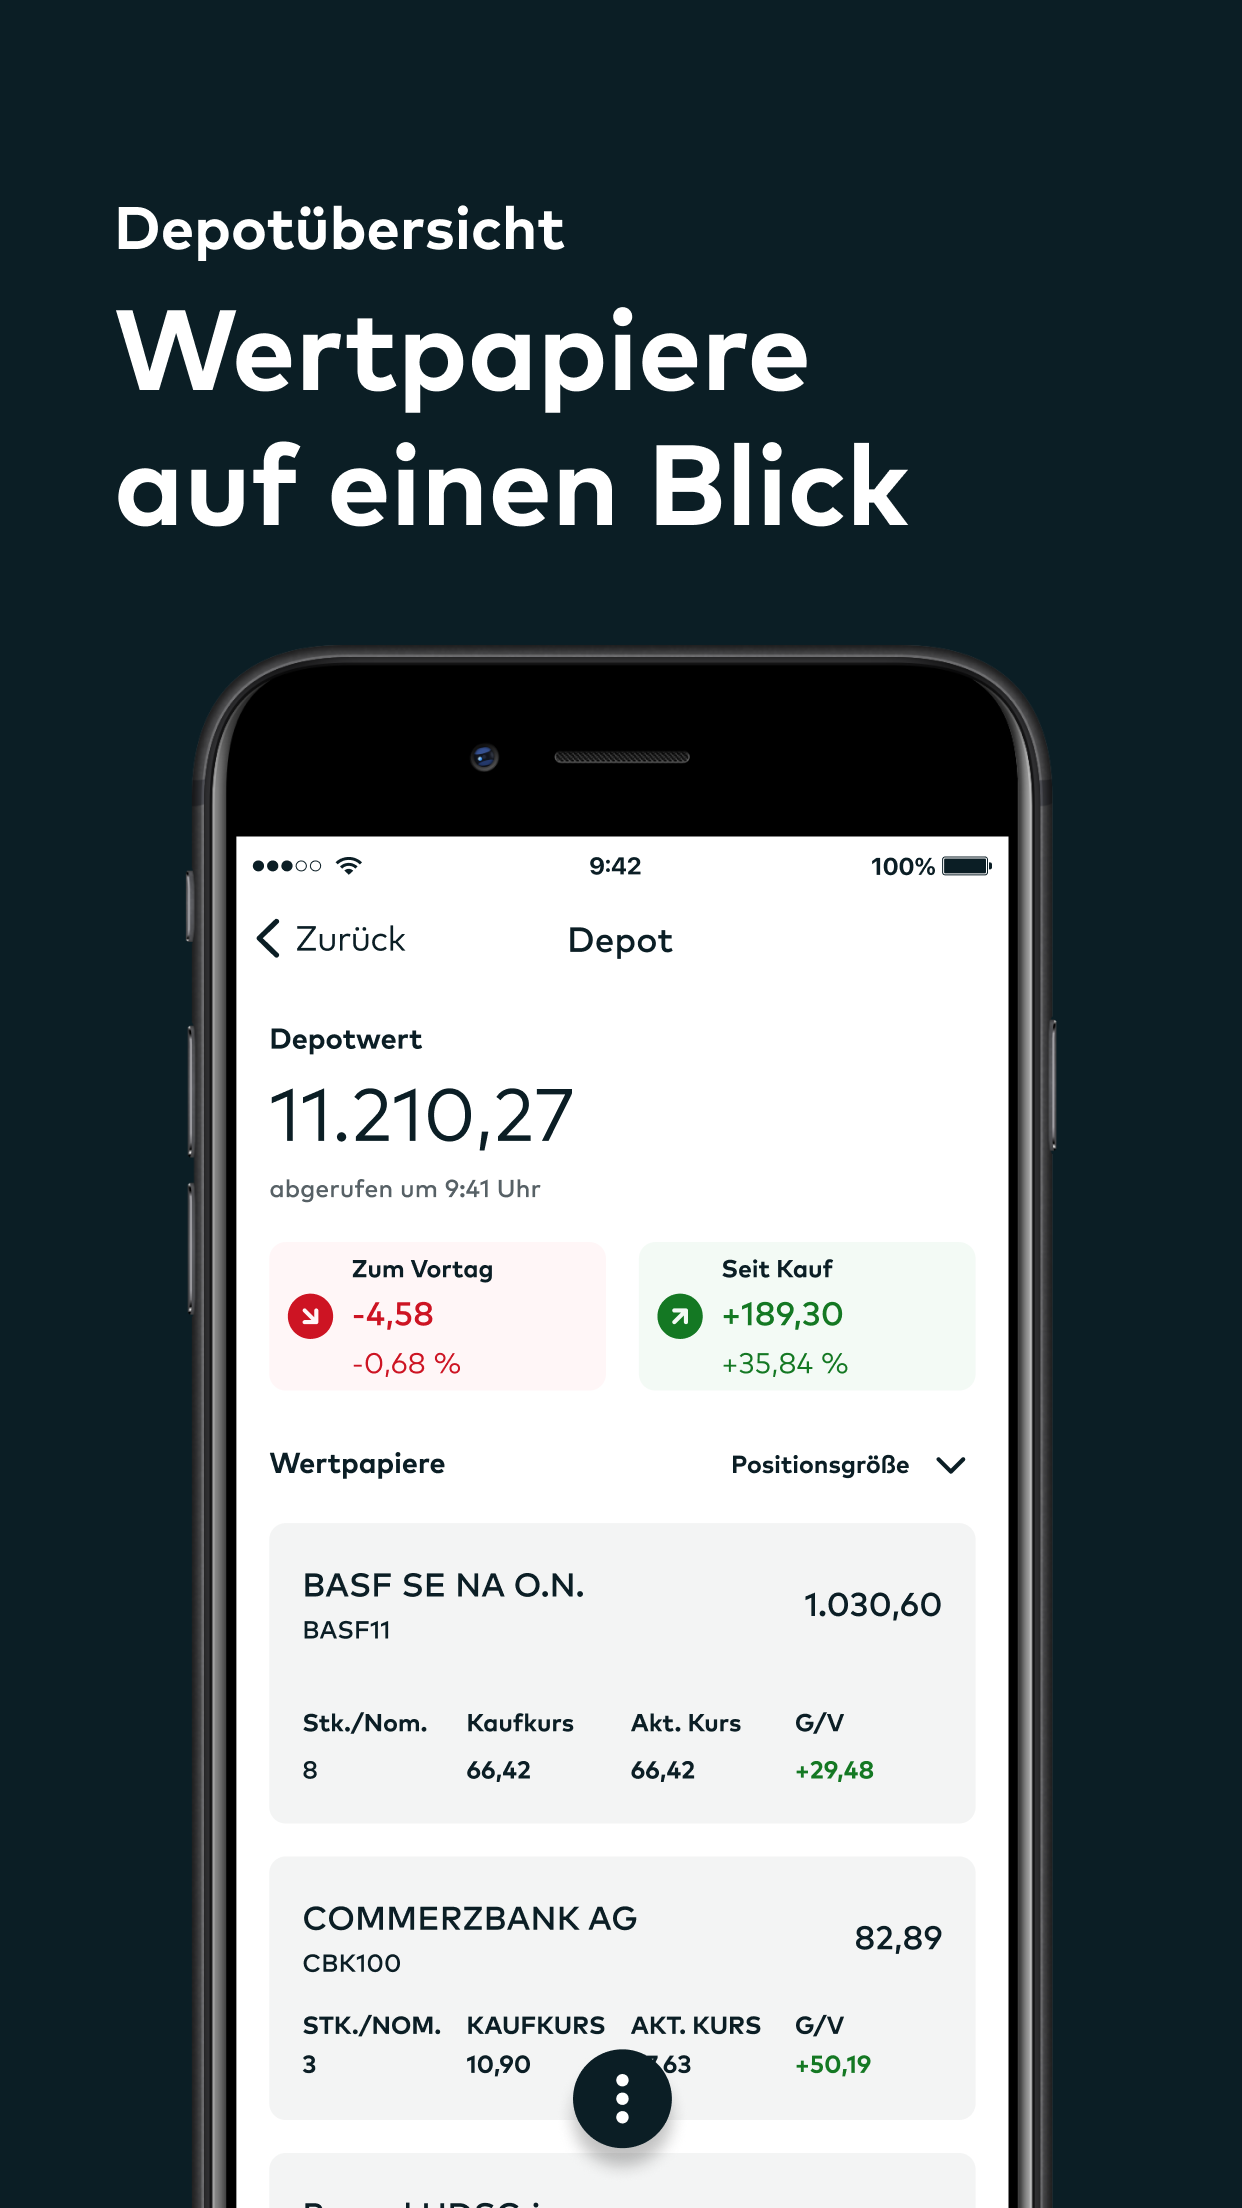 Depotübersicht
Wertpapiere
auf einen Blick
9:42
100%
Zurück
Depot
Depotwert
11.210,27
abgerufen um 9:41 Uhr
Zum Vortag
-4,58
-0,68 %
Seit Kauf
+189,30
+35,84 %
Wertpapiere
Positionsgröße
BASF SE NA O.N.
1.030,60
BASF11
Stk./Nom. Kaufkurs Akt. Kurs G/V
8 66,42 66,42 +29,48
COMMERZBANK AG
82,89
CBK100
STK./NOM. KAUFKURS AKT. KURS G/V
3 10,90 63 +50,19